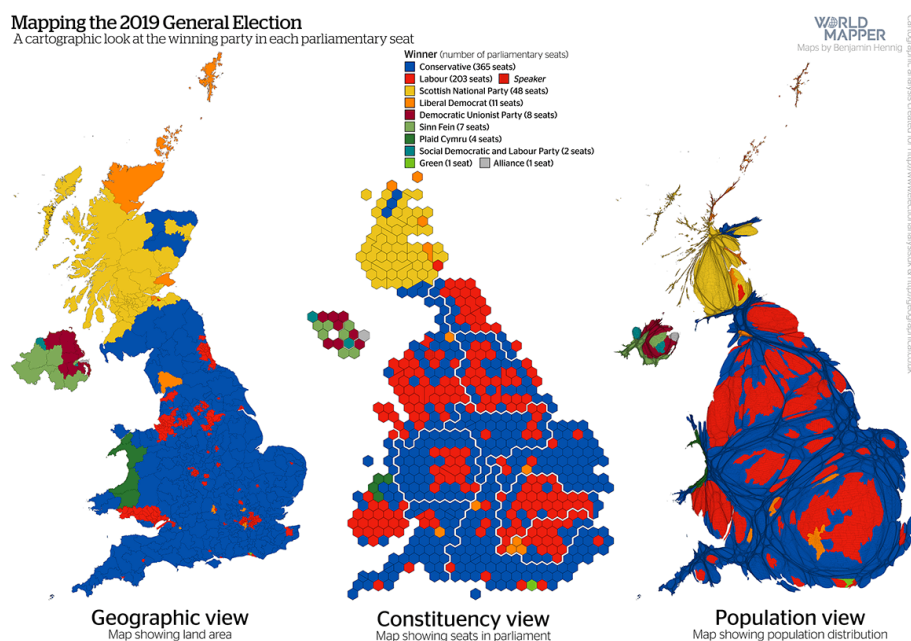 Mapping the 2019 General Election
A cartographic look at the winning party in each parliamentary seat
WORLD
MAPPER
Maps by Benjamin Hennig
Winner (number of parliamentary seats)
Conservative (365 seats)
Labour (203 seats) Speaker
Scottish National Party (48 seats)
Liberal Democrat (11 seats)
Democratic Unionist Party (8 seats)
Sinn Fein (7 seats)
Plaid Cymru (4 seats)
Social Democratic and Labour Party (2 seats)
Green (1 seat) Alliance (1 seat)
Geographic view
Map showing land area
Constituency view
Map showing seats in parliament
Population view
Map showing population distribution